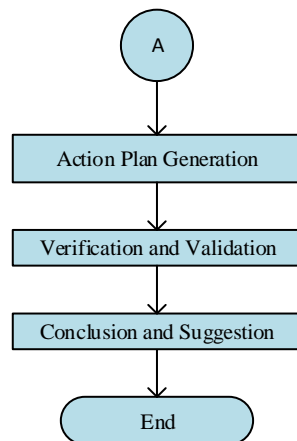 A
Action Plan Generation
Verification and Validation
Conclusion and Suggestion
End